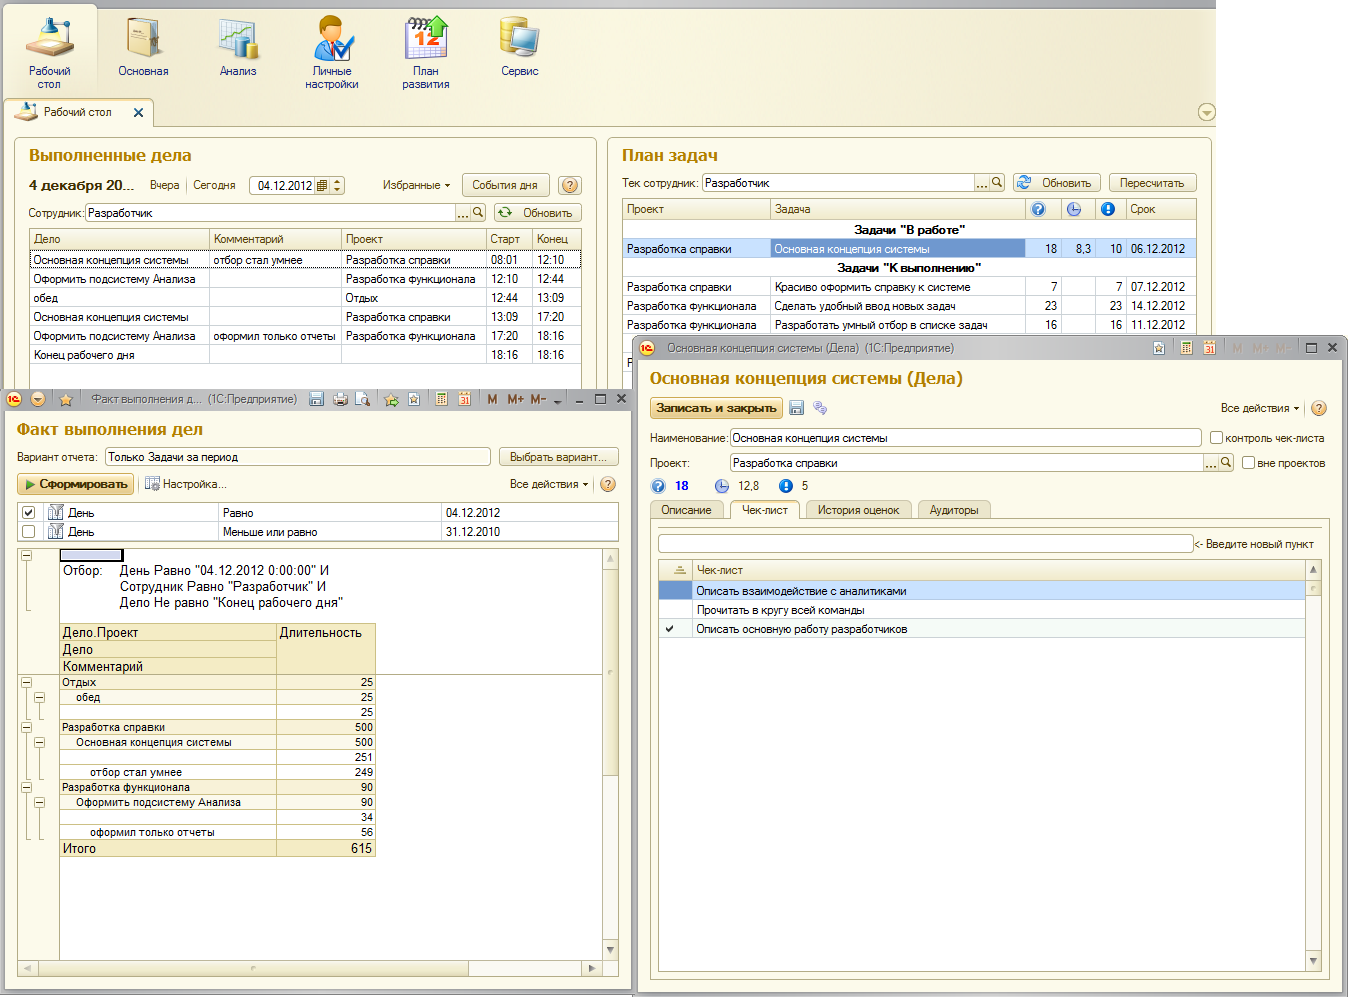 Рабочий стол
Основная
Анализ
Личные настройки
План развития
Сервис
Рабочий стол
Выполненные дела
4 декабря 20... Вчера Сегодня 04.12.2012 Избранные События дня ?
Сотрудник: Разработчик ... Обновить
Дело Комментарий Проект Старт Конец
Основная концепция системы отбор стал умнее Разработка справки 08:01 12:10
Оформить подсистему Анализа Разработка функционала 12:10 12:44
обед Отдых 12:44 13:09
Основная концепция системы Разработка справки 13:09 17:20
Оформить подсистему Анализа оформил только отчеты Разработка функционала 17:20 18:16
Конец рабочего дня 18:16 18:16
План задач
Тек сотрудник: Разработчик ... Обновить Пересчитать
Проект Задача Срок
Задачи "В работе"
Разработка справки Основная концепция системы 18 8,3 10 06.12.2012
Задачи "К выполнению"
Разработка справки Красиво оформить справку к системе 7 7 07.12.2012
Разработка функционала Сделать удобный ввод новых задач 23 23 14.12.2012
Разработка функционала Разработать умный отбор в списке задач 16 16 11.12.2012
Факт выполнения д... (1С:Предприятие) M M+ M-
Факт выполнения дел
Вариант отчета: Только Задачи за период Выбрать вариант...
Сформировать Настройка... Все действия ?
День Равно 04.12.2012
День Меньше или равно 31.12.2010
Отбор: День Равно "04.12.2012 0:00:00" И
Сотрудник Равно "Разработчик" И
Дело Не равно "Конец рабочего дня"
Дело.Проект Длительность
Дело
Комментарий
Отдых 25
обед 25
25
Разработка справки 500
Основная концепция системы 500
251
отбор стал умнее 249
Разработка функционала 90
Оформить подсистему Анализа 90
34
оформил только отчеты 56
Итого 615
Основная концепция системы (Дела) (1С:Предприятие) M M+ M-
Основная концепция системы (Дела)
Записать и закрыть Все действия ?
Наименование: Основная концепция системы контроль чек-листа
Проект: Разработка справки ... вне проектов
18 12,8 5
Описание Чек-лист История оценок Аудиторы
<- Введите новый пункт
Чек-лист
Описать взаимодействие с аналитиками
Прочитать в кругу всей команды
Описать основную работу разработчиков